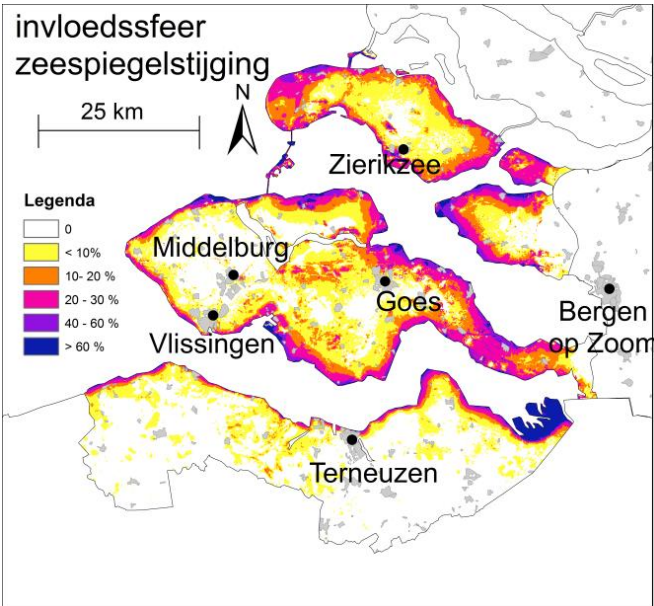 invloedssfeer
zeespiegelstijging
25 km
N
Zierikzee
Legenda
0
< 10%
10- 20 %
20 - 30 %
40 - 60 %
> 60 %
Middelburg
Goes
Vlissingen
Bergen
op Zoom
Terneuzen